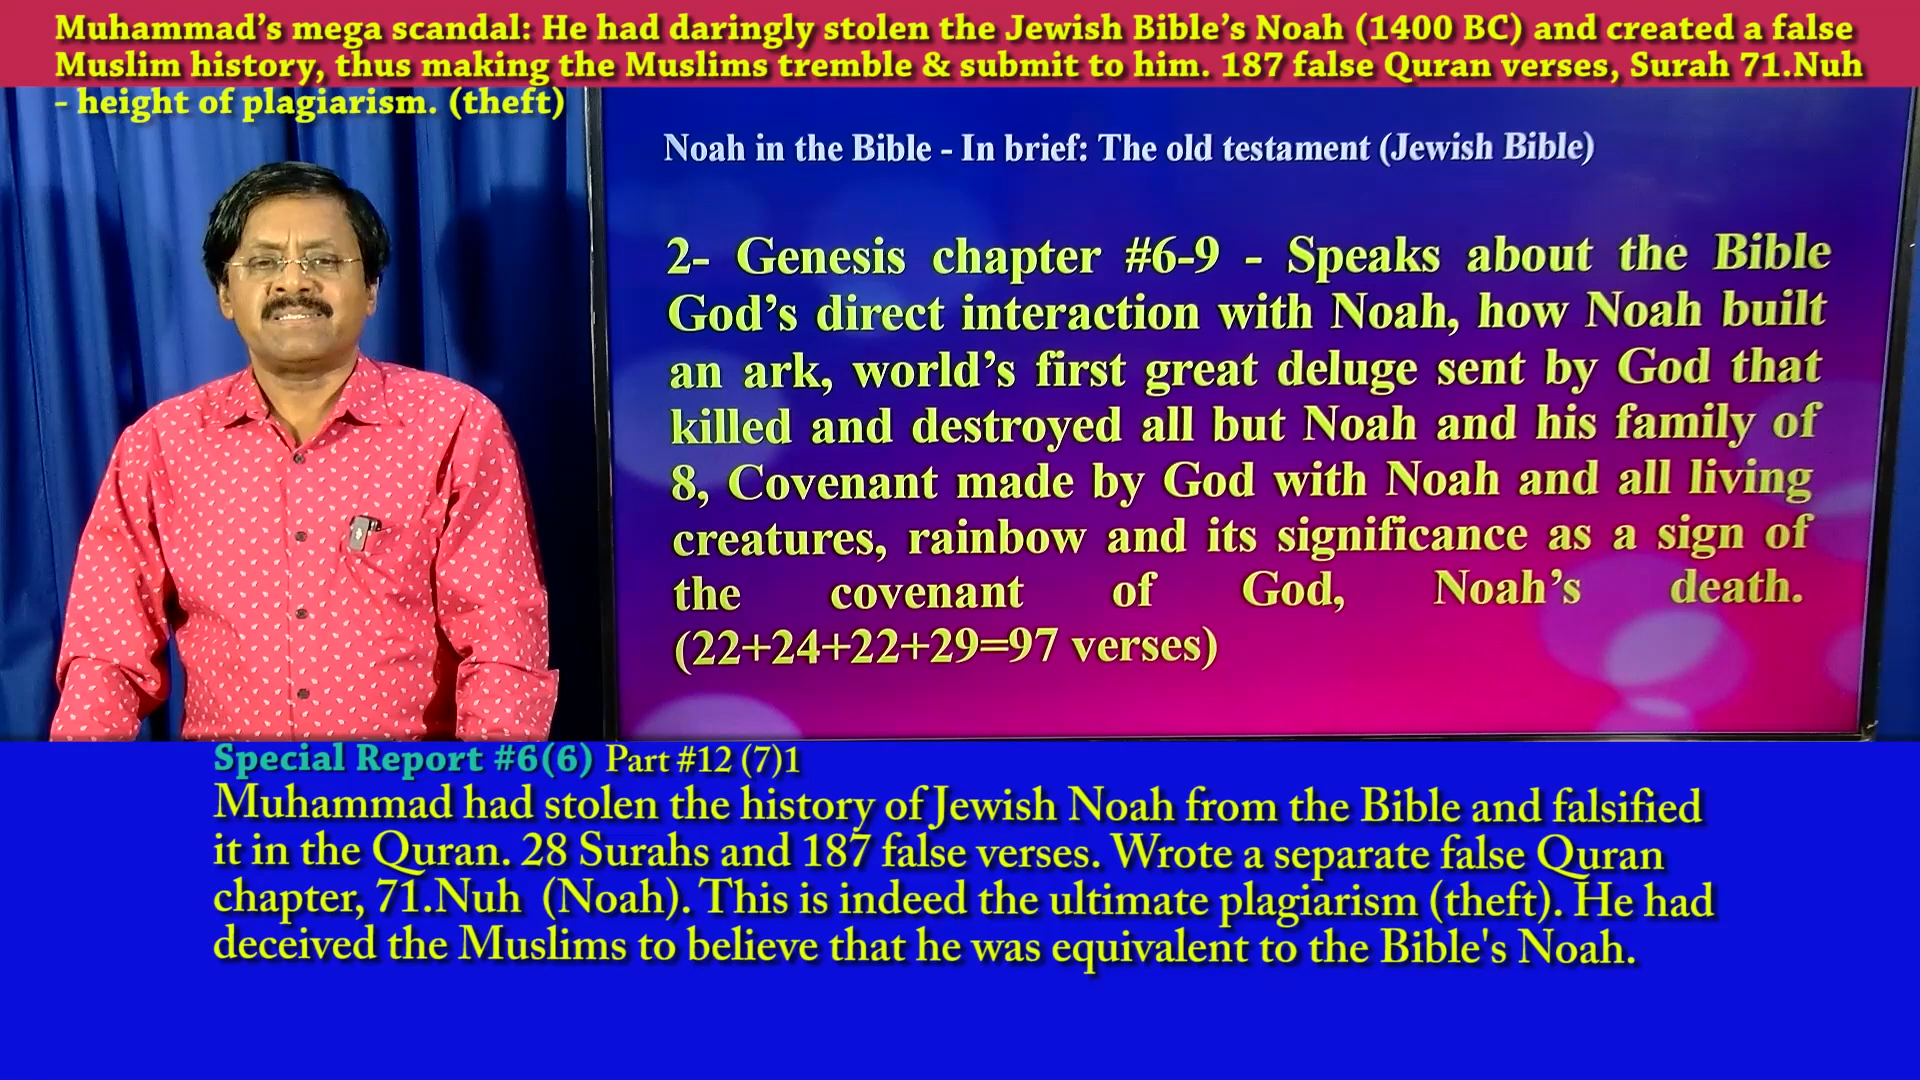 Muhammad’s mega scandal: He had daringly stolen the Jewish Bible’s Noah (1400 BC) and created a false
Muslim history, thus making the Muslims tremble & submit to him. 187 false Quran verses, Surah 71.Nuh
- height of plagiarism. (theft)
Noah in the Bible - In brief: The old testament (Jewish Bible)
2- Genesis chapter #6-9 - Speaks about the Bible
God’s direct interaction with Noah, how Noah built
an ark, world’s first great deluge sent by God that
killed and destroyed all but Noah and his family of
8, Covenant made by God with Noah and all living
creatures, rainbow and its significance as a sign of
the covenant of God, Noah’s death.
(22+24+22+29=97 verses)
Special Report #6(6) Part #12 (7)1
Muhammad had stolen the history of Jewish Noah from the Bible and falsified
it in the Quran. 28 Surahs and 187 false verses. Wrote a separate false Quran
chapter, 71.Nuh (Noah). This is indeed the ultimate plagiarism (theft). He had
deceived the Muslims to believe that he was equivalent to the Bible's Noah.